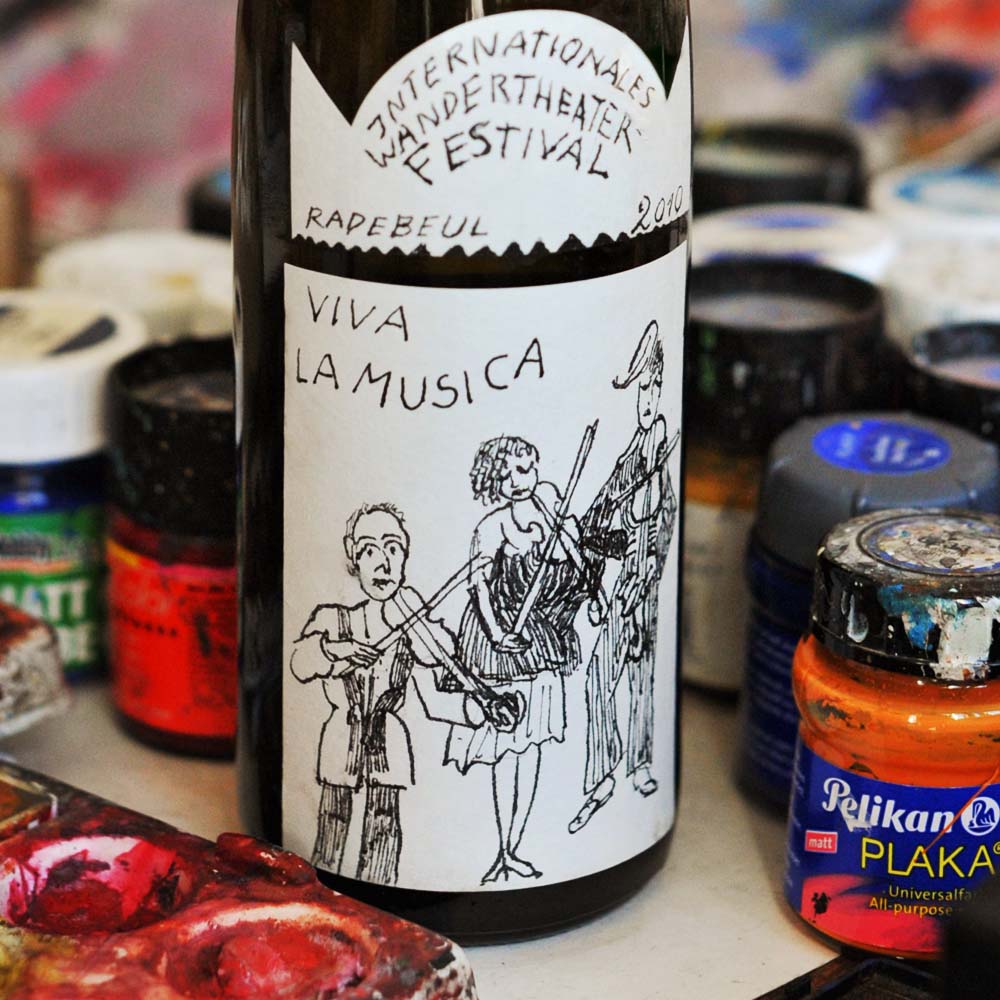 INTERNATIONALES
WANDERTHEATER-
FESTIVAL
RADEBEUL 2010
VIVA
LA MUSICA
MATT
Pelikan
matt
PLAKA
Universalfa
All-purpose